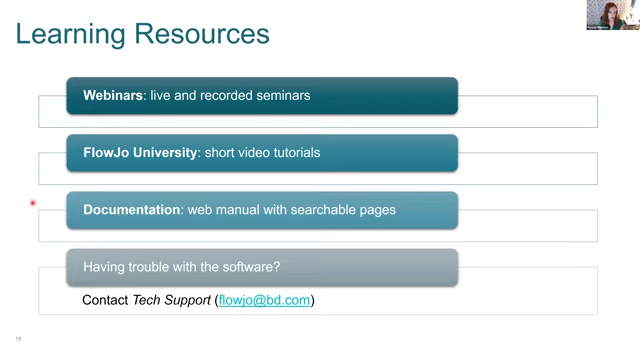 Learning Resources
Webinars: live and recorded seminars
FlowJo University: short video tutorials
Documentation: web manual with searchable pages
Having trouble with the software?
Contact Tech Support (flowjo@bd.com)
19